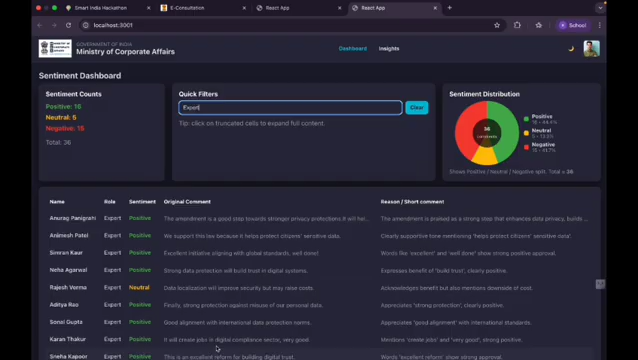 Smart India Hackathon
E-Consultation
React App
React App
localhost:3001
School
GOVERNMENT OF INDIA
Ministry of Corporate Affairs
Dashboard
Insights
Sentiment Dashboard
Sentiment Counts
Positive: 16
Neutral: 5
Negative: 15
Total: 36
Quick Filters
Expert
Clear
Tip: click on truncated cells to expand full content.
Sentiment Distribution
36
comments
Positive
16 - 44.4%
Neutral
5 - 13.9%
Negative
15 - 41.7%
Shows Positive / Neutral / Negative split. Total = 36
Name Role Sentiment Original Comment Reason / Short comment
Anurag Panigrahi Expert Positive The amendment is a good step towards stronger privacy protections It will he... The amendment is praised as a strong step that enhances data privacy, builds ...
Animesh Patel Expert Positive We support this law because it helps protect citizens' sensitive data. Clearly supportive tone mentioning 'helps protect citizens' sensitive data'.
Simran Kaur Expert Positive Excellent initiative aligning with global standards, well done! Words like 'excellent' and 'well done' show strong positive approval.
Neha Agarwal Expert Positive Strong data protection will build trust in digital systems. Expresses benefit of 'build trust', clearly positive.
Rajesh Verma Expert Neutral Data localization will improve security but may raise costs. Acknowledges benefit but also mentions downside of cost.
Aditya Rao Expert Positive Finally, strong protection against misuse of our personal data. Appreciates 'strong protection', clearly positive.
Sonal Gupta Expert Positive Good alignment with international data protection norms. Appreciates 'good alignment' with international standards.
Karan Thakur Expert Positive It will create jobs in digital compliance sector, very good! Mentions 'create jobs' and 'very good', strong positive.
Sneha Kapoor Expert Positive This is an excellent reform for building digital trust. Words 'excellent reform' show strong approval.